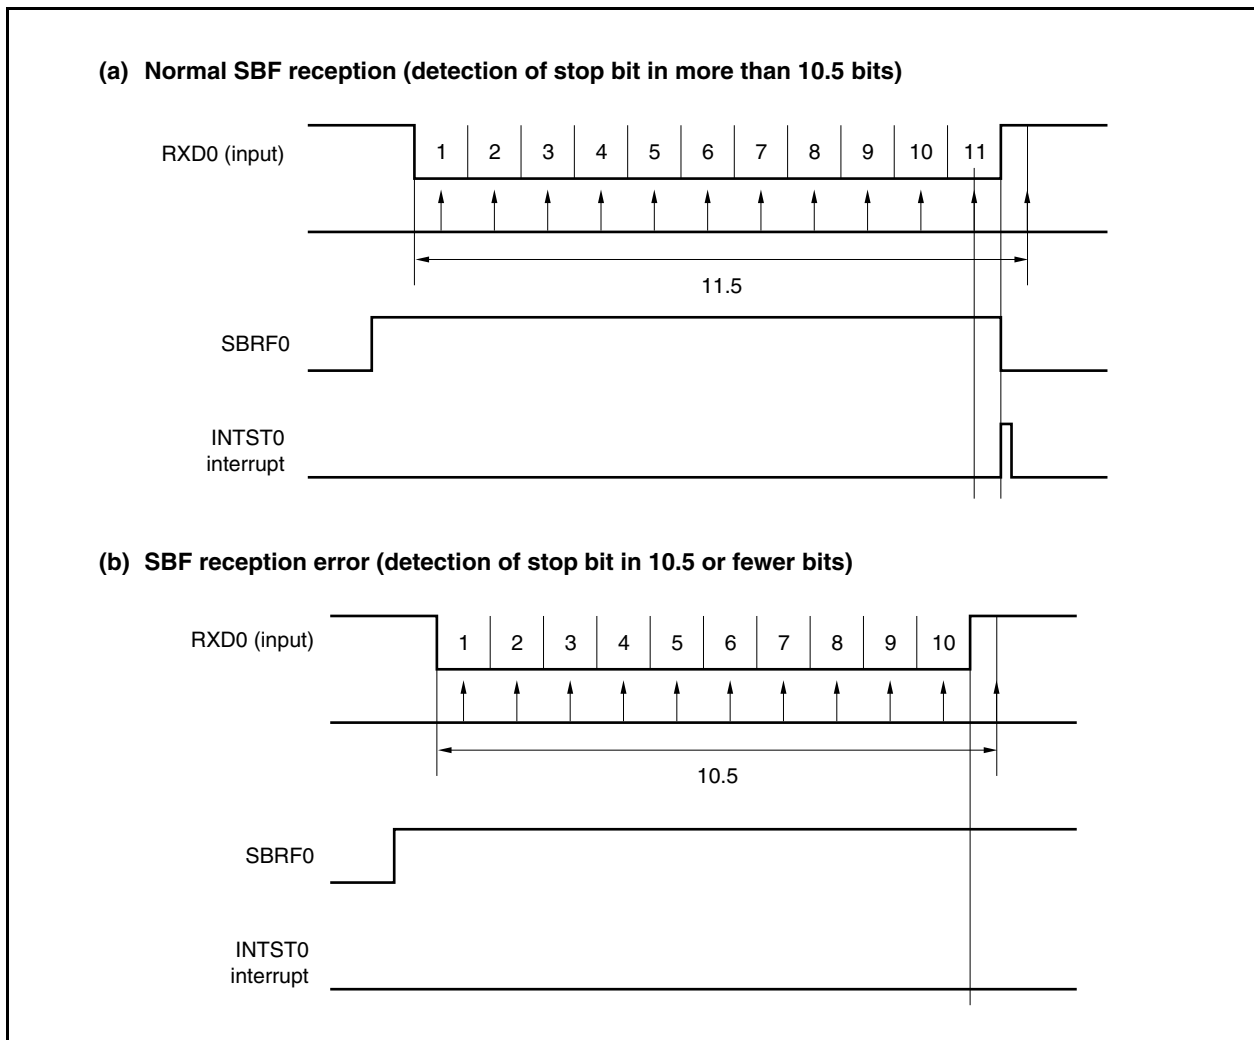 (a) Normal SBF reception (detection of stop bit in more than 10.5 bits)
RXD0 (input)
1 2 3 4 5 6 7 8 9 10 11
11.5
SBRF0
INTST0
interrupt
(b) SBF reception error (detection of stop bit in 10.5 or fewer bits)
RXD0 (input)
1 2 3 4 5 6 7 8 9 10
10.5
SBRF0
INTST0
interrupt